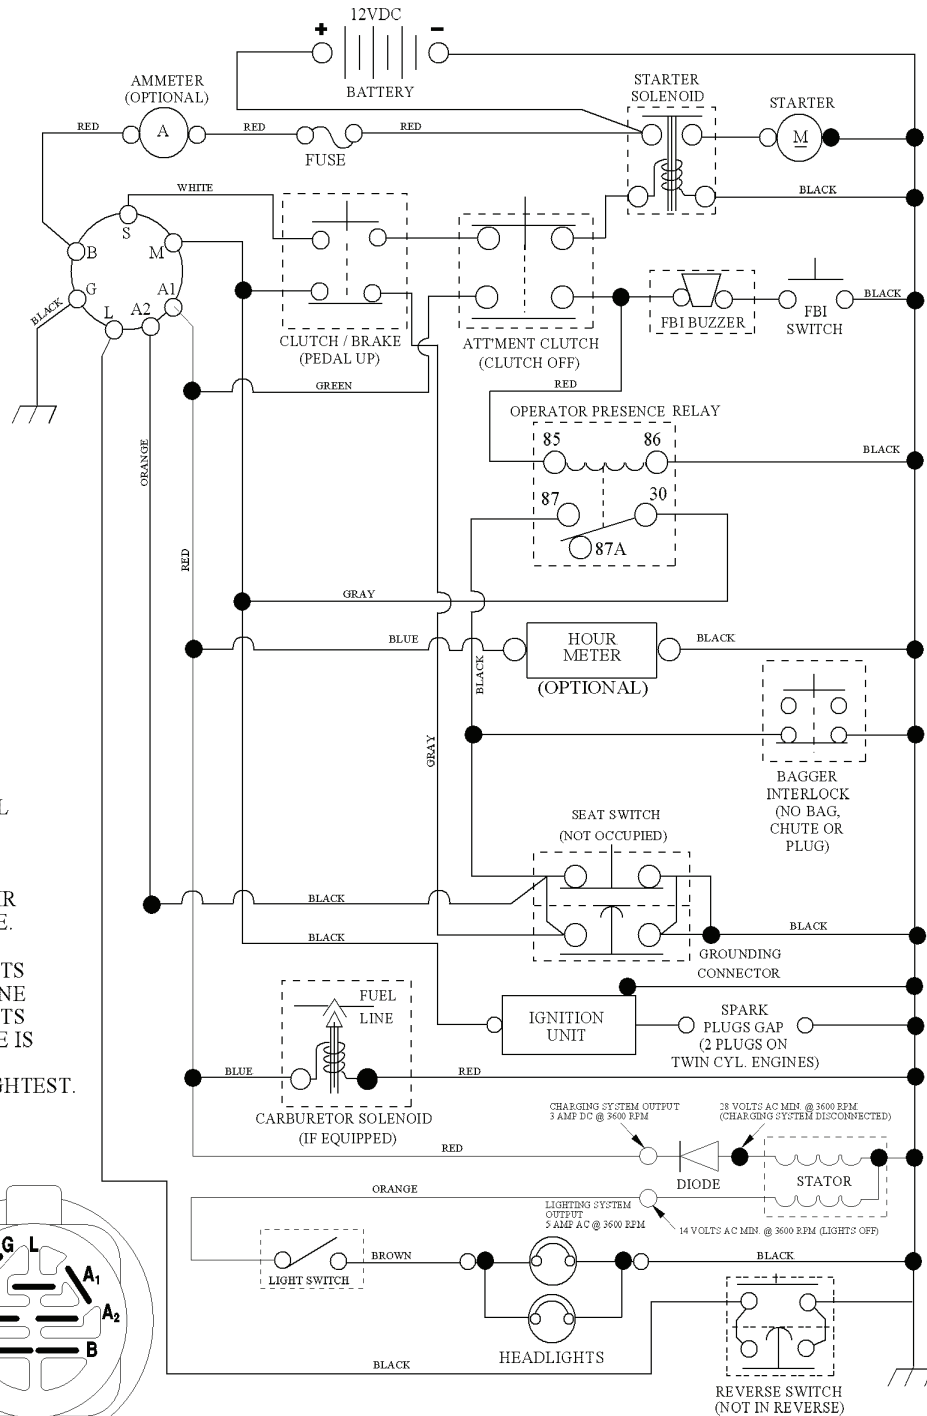 12VDC
+ −
BATTERY
AMMETER
(OPTIONAL)
A
RED
RED
RED
FUSE
STARTER
SOLENOID
STARTER
M
BLACK
WHITE
S
B
M
G
A1
L
A2
BLACK
CLUTCH / BRAKE
(PEDAL UP)
ATT'MENT CLUTCH
(CLUTCH OFF)
FBI BUZZER
FBI
SWITCH
BLACK
GREEN
RED
OPERATOR PRESENCE RELAY
85
86
BLACK
87
30
87A
ORANGE
RED
GRAY
BLUE
HOUR
METER
BLACK
(OPTIONAL)
BLACK
GRAY
BAGGER
INTERLOCK
(NO BAG,
CHUTE OR
PLUG)
SEAT SWITCH
(NOT OCCUPIED)
L
IR
E.
TS
NE
TS
E IS
GHTEST.
BLACK
BLACK
BLACK
GROUNDING
CONNECTOR
FUEL
LINE
IGNITION
UNIT
SPARK
PLUGS GAP
(2 PLUGS ON
TWIN CYL. ENGINES)
BLUE
RED
CARBURETOR SOLENOID
(IF EQUIPPED)
CHARGING SYSTEM OUTPUT
3 AMP DC @ 3600 RPM
28 VOLTS AC MIN. @ 3600 RPM
(CHARGING SYSTEM DISCONNECTED)
RED
DIODE
STATOR
ORANGE
LIGHTING SYSTEM
OUTPUT
5 AMP AC @ 3600 RPM
14 VOLTS AC MIN. @ 3600 RPM (LIGHTS OFF)
LIGHT SWITCH
BROWN
BLACK
HEADLIGHTS
G L
A1
A2
B
BLACK
REVERSE SWITCH
(NOT IN REVERSE)